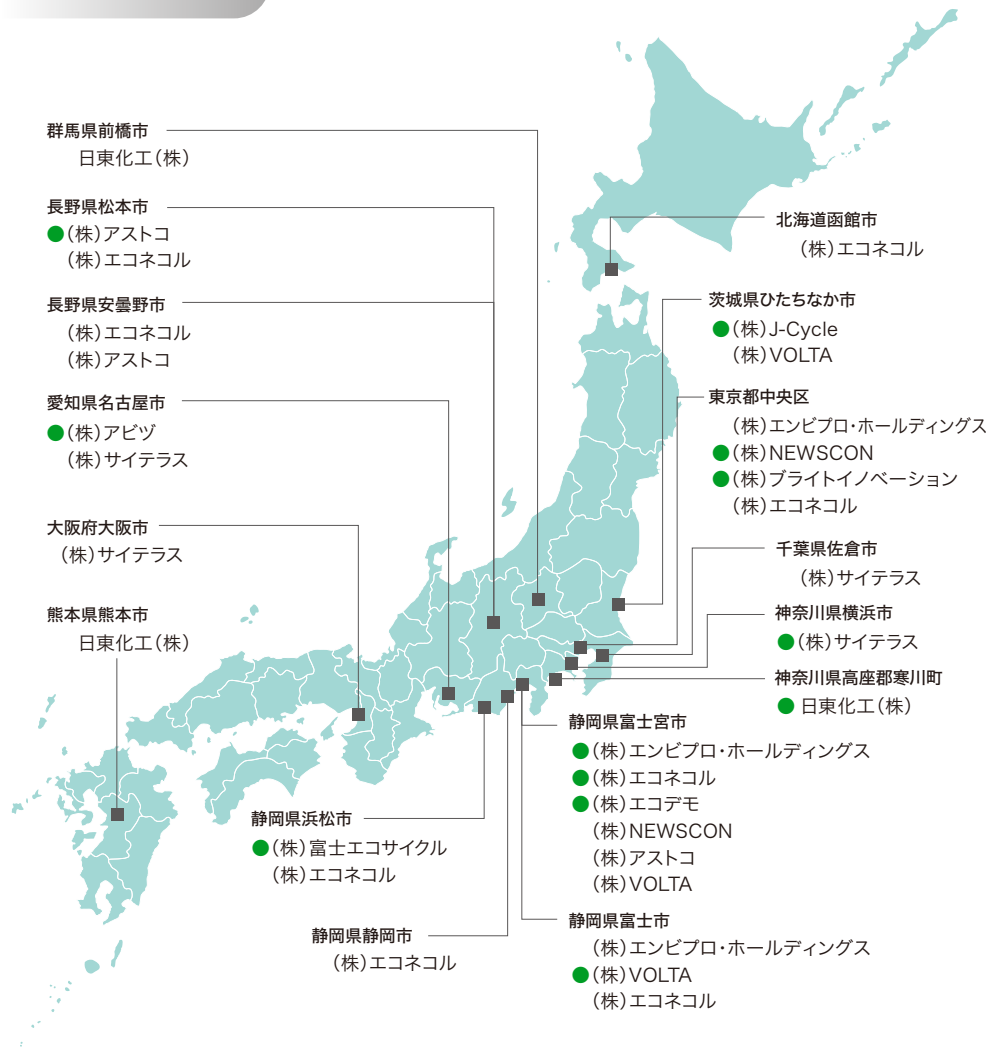 群馬県前橋市
日東化工(株)
長野県松本市
●(株)アストコ
(株)エコネコル
長野県安曇野市
(株)エコネコル
(株)アストコ
愛知県名古屋市
●(株)アビヅ
(株)サイテラス
大阪府大阪市
(株)サイテラス
熊本県熊本市
日東化工(株)
北海道函館市
(株)エコネコル
茨城県ひたちなか市
●(株)J-Cycle
(株)VOLTA
東京都中央区
(株)エンビプロ・ホールディングス
●(株)NEWSCON
●(株)ブライトイノベーション
(株)エコネコル
千葉県佐倉市
(株)サイテラス
神奈川県横浜市
●(株)サイテラス
神奈川県高座郡寒川町
●日東化工(株)
静岡県富士宮市
●(株)エンビプロ・ホールディングス
●(株)エコネコル
●(株)エコデモ
(株)NEWSCON
(株)アストコ
(株)VOLTA
静岡県浜松市
●(株)富士エコサイクル
(株)エコネコル
静岡県静岡市
(株)エコネコル
静岡県富士市
(株)エンビプロ・ホールディングス
●(株)VOLTA
(株)エコネコル